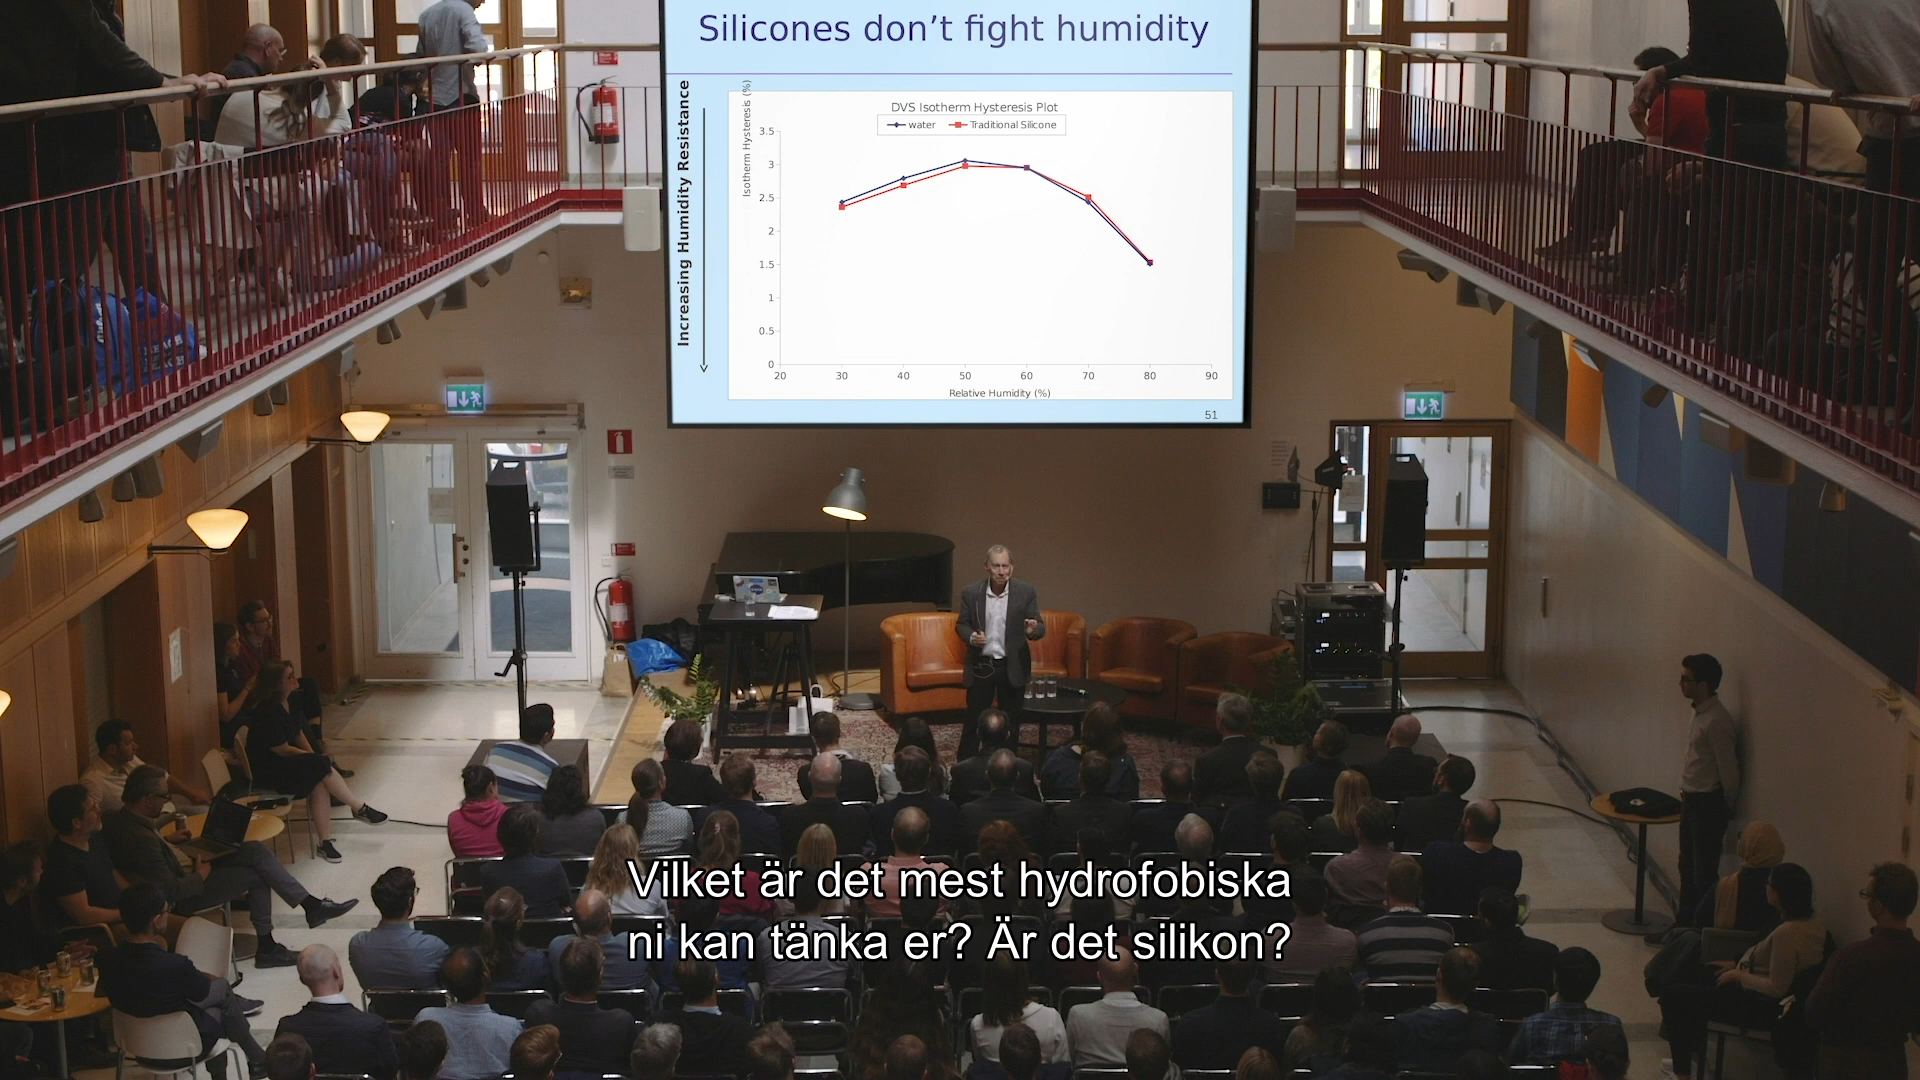 Silicones don’t fight humidity
Increasing Humidity Resistance
DVS Isotherm Hysteresis Plot
water
Traditional Silicone
Isotherm Hysteresis (%)
3.5
3
2.5
2
1.5
1
0.5
0
20 30 40 50 60 70 80 90
Relative Humidity (%)
51
Vilket är det mest hydrofobiska
ni kan tänka er? Är det silikon?